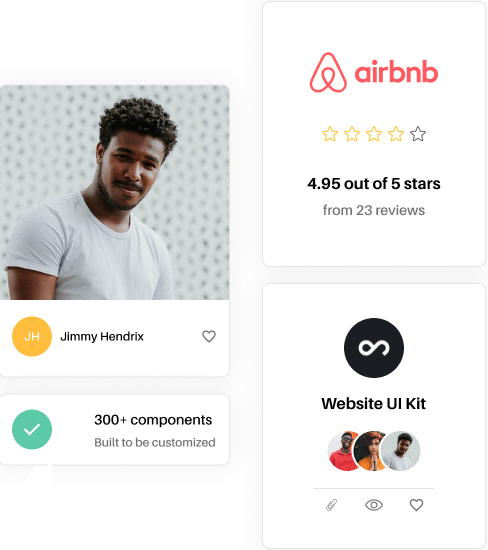 airbnb
4.95 out of 5 stars
from 23 reviews
JH
Jimmy Hendrix
300+ components
Built to be customized
Website UI Kit